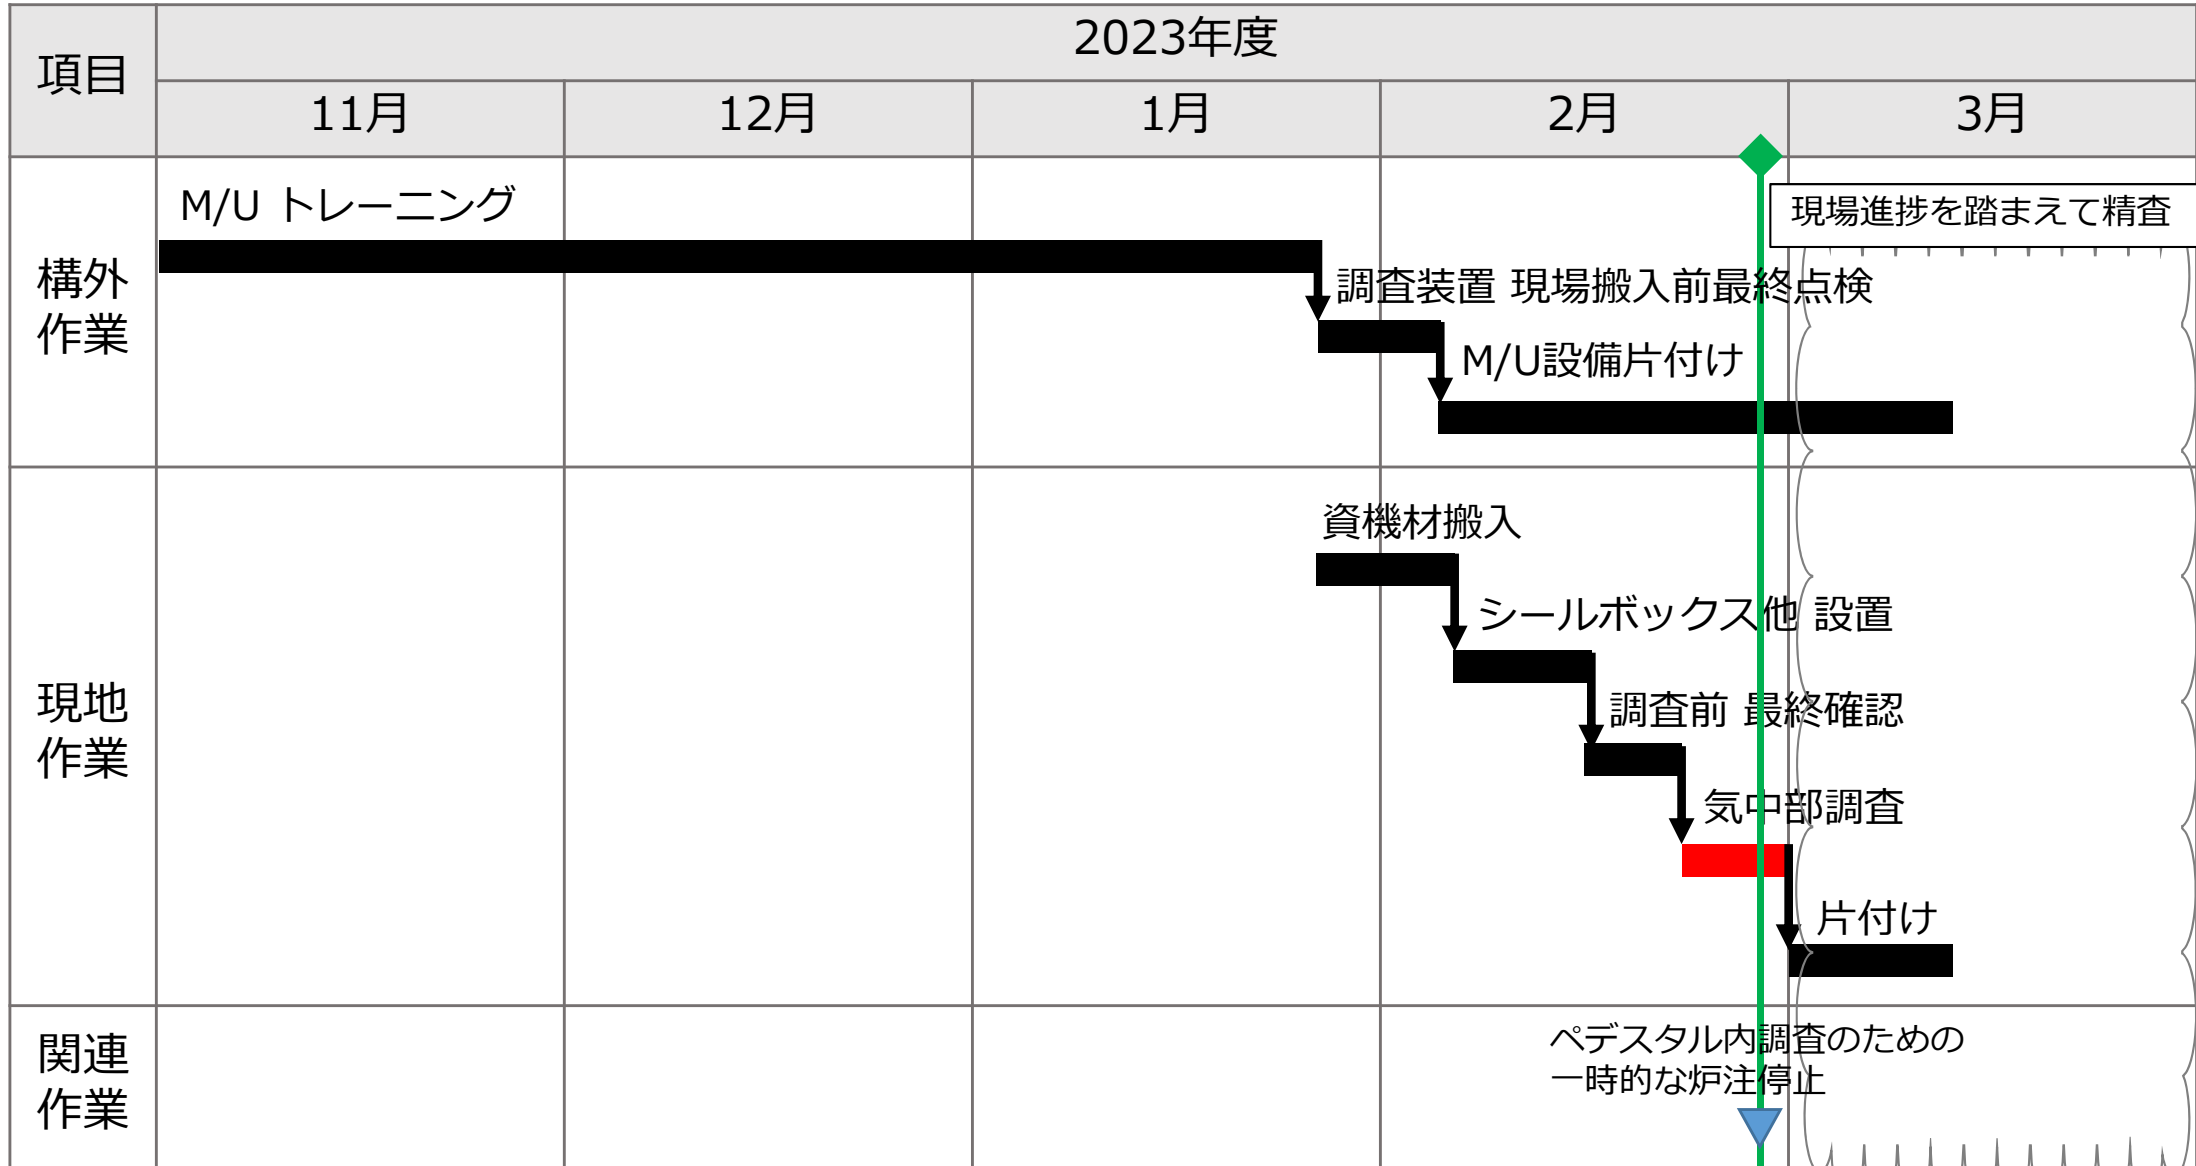 項目
2023年度
11月
12月
1月
2月
3月
構外
作業
M/U トレーニング
現場進捗を踏まえて精査
調査装置 現場搬入前最終点検
M/U設備片付け
現地
作業
資機材搬入
シールボックス他 設置
調査前 最終確認
気中部調査
片付け
関連
作業
ペデスタル内調査のための
一時的な炉注停止